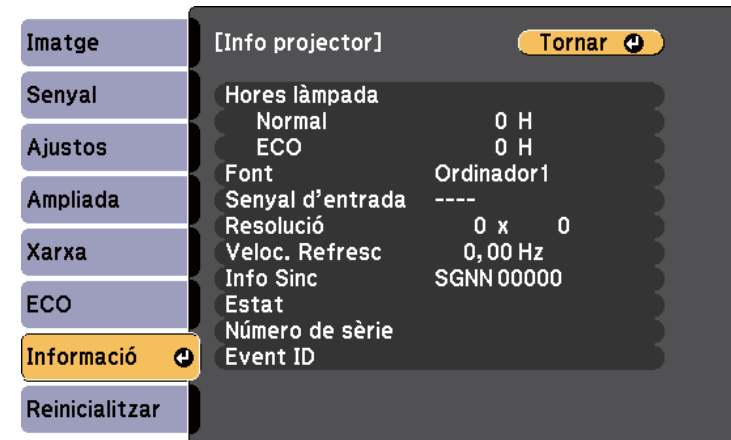 Imatge
Senyal
Ajustos
Ampliada
Xarxa
ECO
Informació
Reinicialitzar
[Info projector] Tornar
Hores làmpada
Normal 0 H
ECO 0 H
Font Ordinador1
Senyal d'entrada ----
Resolució 0 x 0
Veloc. Refresc 0,00 Hz
Info Sinc SGNN 00000
Estat
Número de sèrie
Event ID